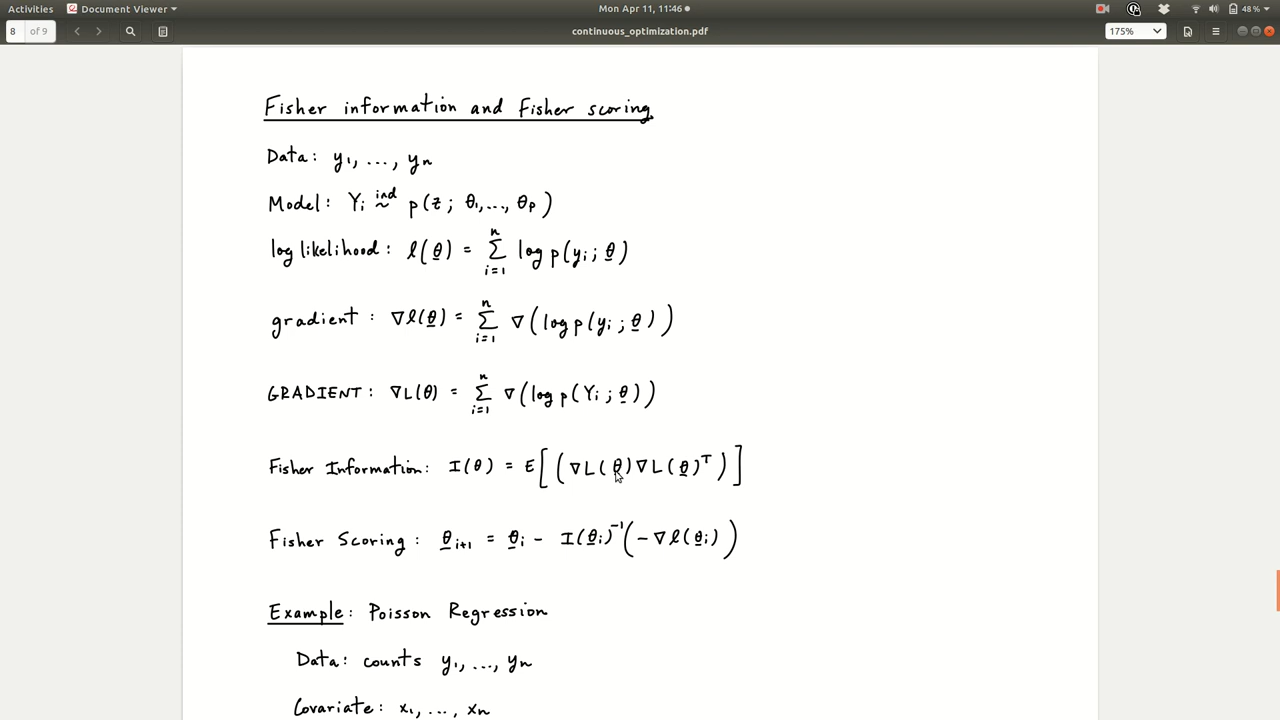 Activities Document Viewer Mon Apr 11, 11:46 48%
8 of 9 continuous_optimization.pdf 175%
Fisher information and Fisher scoring
Data: y₁, ..., yₙ
Model: Yᵢ ind~ p(z; θ₁, ..., θₚ)
log likelihood: ℓ(θ) = Σᵢ₌₁ⁿ log p(yᵢ; θ)
gradient: ∇ℓ(θ) = Σᵢ₌₁ⁿ ∇(log p(yᵢ; θ))
GRADIENT: ∇L(θ) = Σᵢ₌₁ⁿ ∇(log p(Yᵢ; θ))
Fisher Information: I(θ) = E[(∇L(θ)∇L(θ)ᵀ)]
Fisher Scoring: θᵢ₊₁ = θᵢ - I(θᵢ)⁻¹(-∇ℓ(θᵢ))
Example: Poisson Regression
Data: counts y₁, ..., yₙ
Covariate: x₁, ..., xₙ